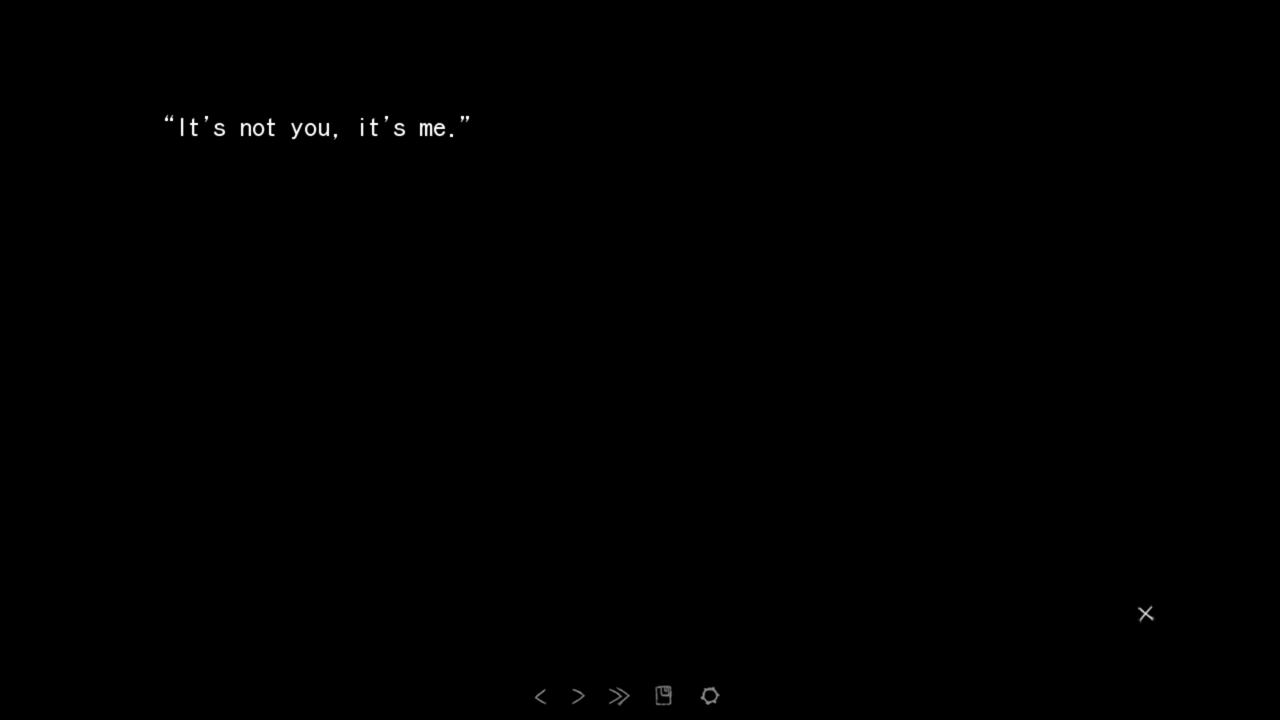 “It’s not you, it’s me.”